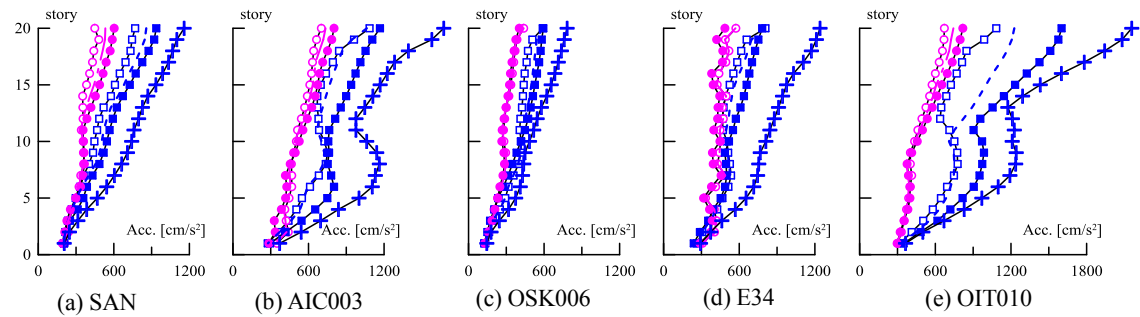 story story story story story
20
15
10
5
0
Acc. [cm/s²] Acc. [cm/s²] Acc. [cm/s²] Acc. [cm/s²] Acc. [cm/s²]
0 600 1200 0 600 1200 0 600 1200 0 600 1200 0 600 1200 1800
(a) SAN (b) AIC003 (c) OSK006 (d) E34 (e) OIT010